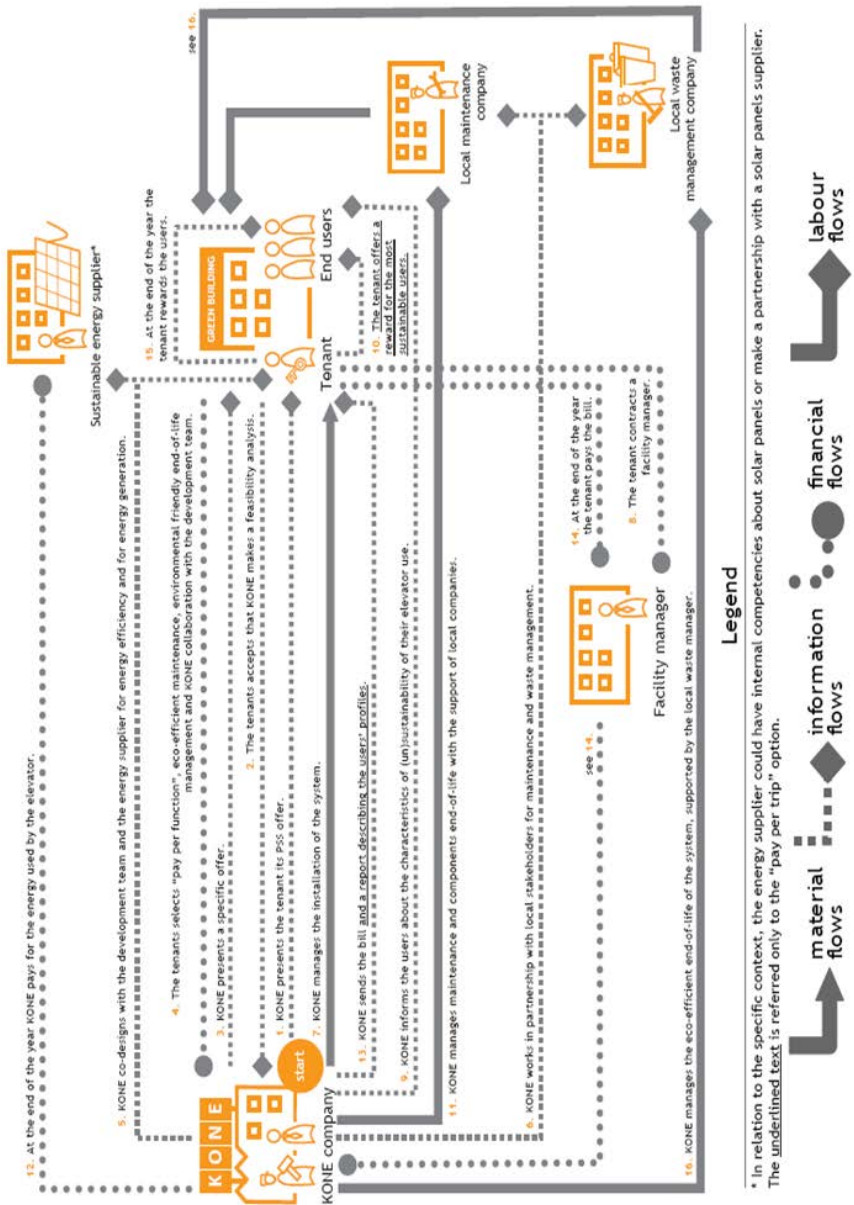 12. At the end of the year KONE pays for the energy used by the elevator.
Sustainable energy supplier*
see 16.
5. KONE co-designs with the development team and the energy supplier for energy efficiency and for energy generation.
15. At the end of the year the
tenant rewards the users.
4. The tenants selects “pay per function”, eco-efficient maintenance, environmental friendly end-of-life
management and KONE collaboration with the development team.
3. KONE presents a specific offer.
2. The tenants accepts that KONE makes a feasibility analysis.
1. KONE presents the tenant its PSS offer.
7. KONE manages the installation of the system.
KONE
start
KONE company
GREEN BUILDING
Tenant
End users
10. The tenant offers a
reward for the most
sustainable users.
Local maintenance
company
13. KONE sends the bill and a report describing the users' profiles.
9. KONE informs the users about the characteristics of (un)sustainability of their elevator use.
11. KONE manages maintenance and components end-of-life with the support of local companies.
14. At the end of the year
the tenant pays the bill.
8. The tenant contracts a
facility manager.
6. KONE works in partnership with local stakeholders for maintenance and waste management.
Local waste
management company
see 14.
Facility manager
16. KONE manages the eco-efficient end-of-life of the system, supported by the local waste manager.
Legend
* In relation to the specific context, the energy supplier could have internal competencies about solar panels or make a partnership with a solar panels supplier.
The underlined text is referred only to the “pay per trip” option.
material
flows
information
flows
financial
flows
labour
flows